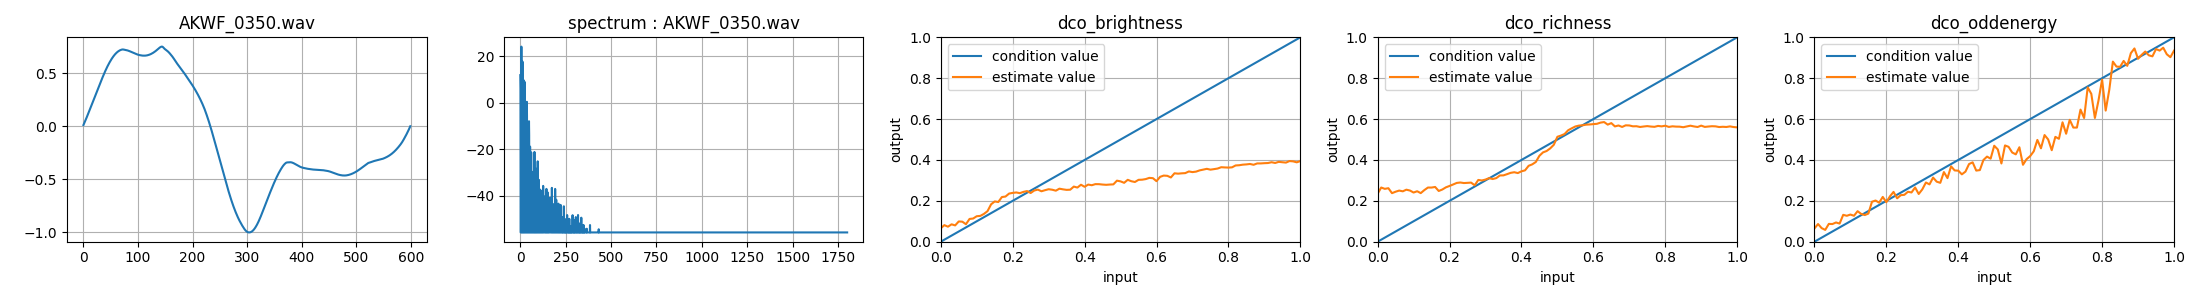 AKWF_0350.wav
0.5
0.0
−0.5
−1.0
0 100 200 300 400 500 600
spectrum : AKWF_0350.wav
20
0
−20
−40
0 250 500 750 1000 1250 1500 1750
dco_brightness
condition value
estimate value
output
1.0
0.8
0.6
0.4
0.2
0.0
0.0 0.2 0.4 0.6 0.8 1.0
input
dco_richness
condition value
estimate value
output
1.0
0.8
0.6
0.4
0.2
0.0
0.0 0.2 0.4 0.6 0.8 1.0
input
dco_oddenergy
condition value
estimate value
output
1.0
0.8
0.6
0.4
0.2
0.0
0.0 0.2 0.4 0.6 0.8 1.0
input